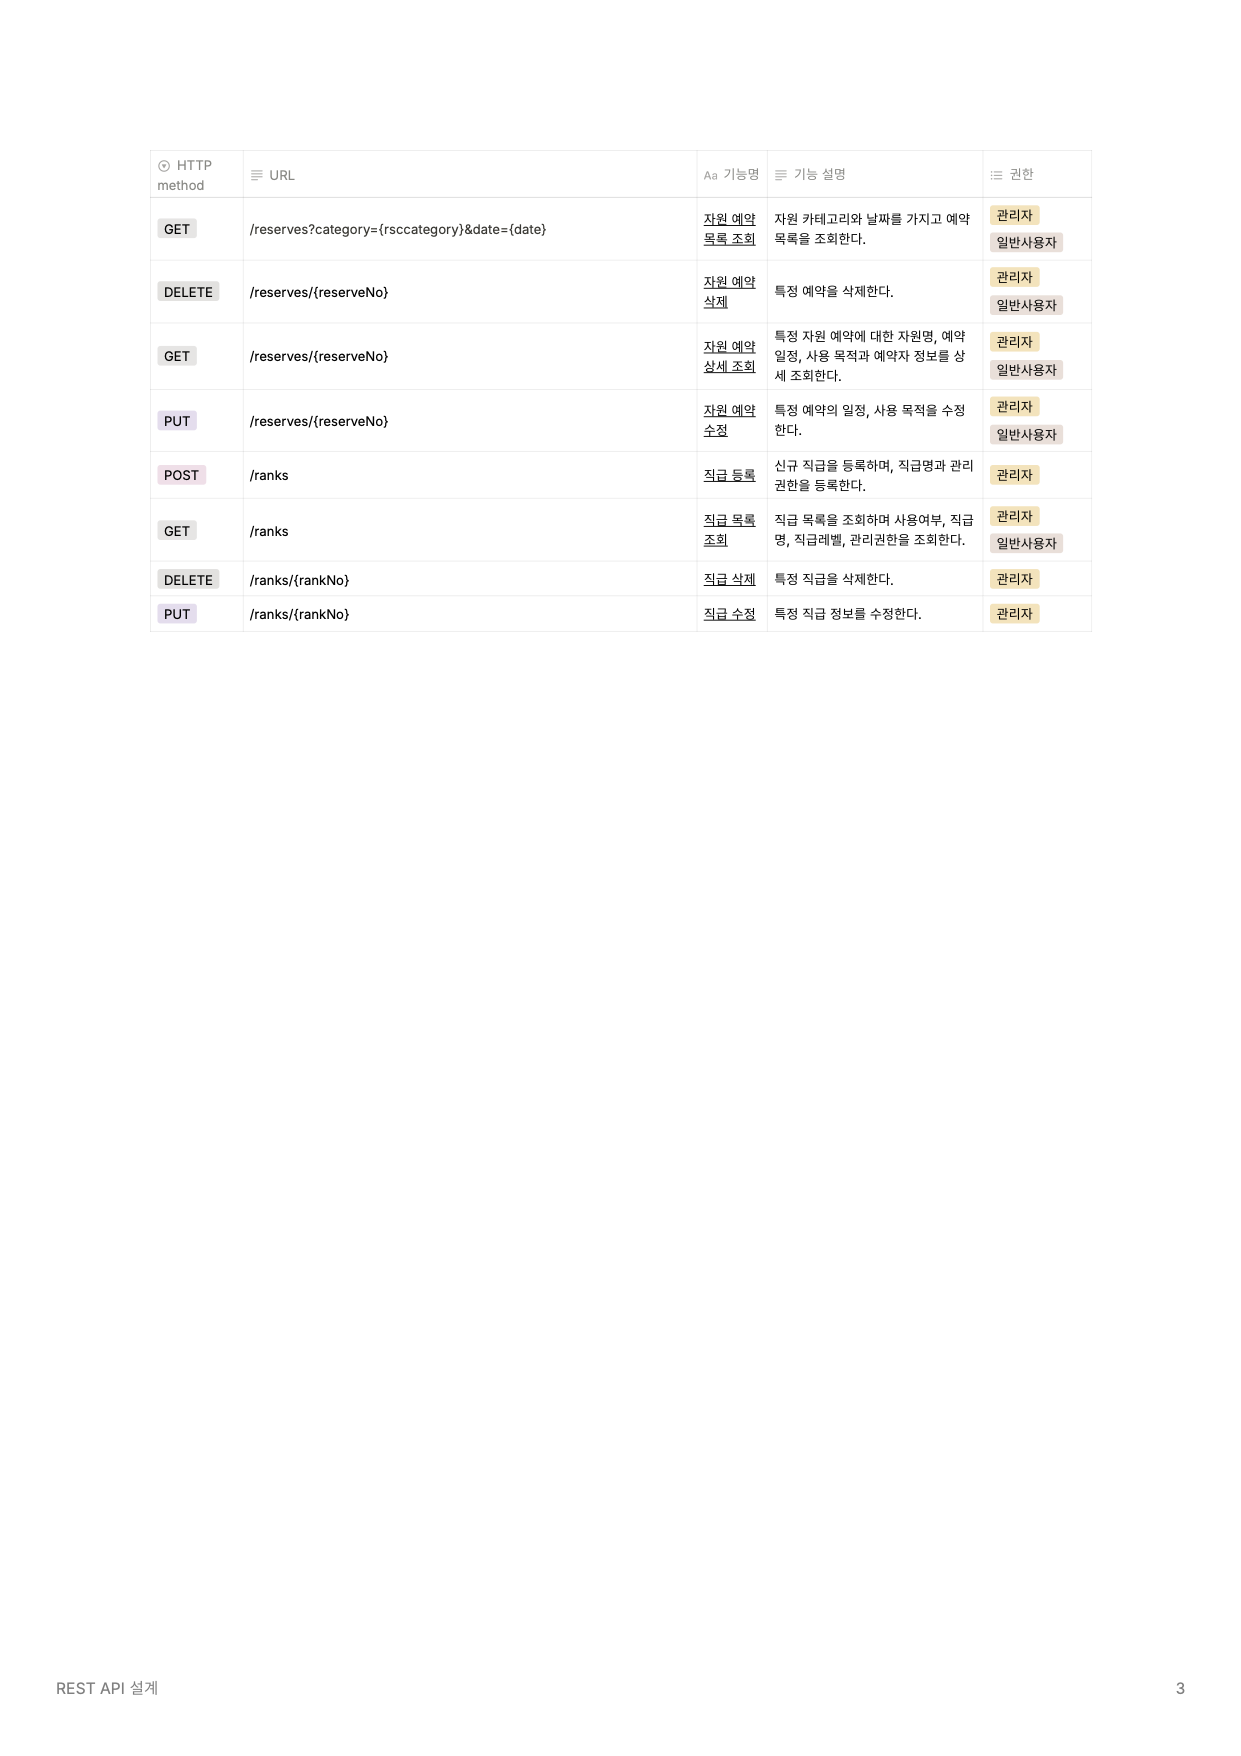 HTTP method URL Aa 기능명 기능 설명 권한
GET /reserves?category={rsccategory}&date={date} 자원 예약 목록 조회 자원 카테고리와 날짜를 가지고 예약 목록을 조회한다. 관리자 일반사용자
DELETE /reserves/{reserveNo} 자원 예약 삭제 특정 예약을 삭제한다. 관리자 일반사용자
GET /reserves/{reserveNo} 자원 예약 상세 조회 특정 자원 예약에 대한 자원명, 예약 일정, 사용 목적과 예약자 정보를 상세 조회한다. 관리자 일반사용자
PUT /reserves/{reserveNo} 자원 예약 수정 특정 예약의 일정, 사용 목적을 수정한다. 관리자 일반사용자
POST /ranks 직급 등록 신규 직급을 등록하며, 직급명과 관리 권한을 등록한다. 관리자
GET /ranks 직급 목록 조회 직급 목록을 조회하며 사용여부, 직급명, 직급레벨, 관리권한을 조회한다. 관리자 일반사용자
DELETE /ranks/{rankNo} 직급 삭제 특정 직급을 삭제한다. 관리자
PUT /ranks/{rankNo} 직급 수정 특정 직급 정보를 수정한다. 관리자
REST API 설계 3